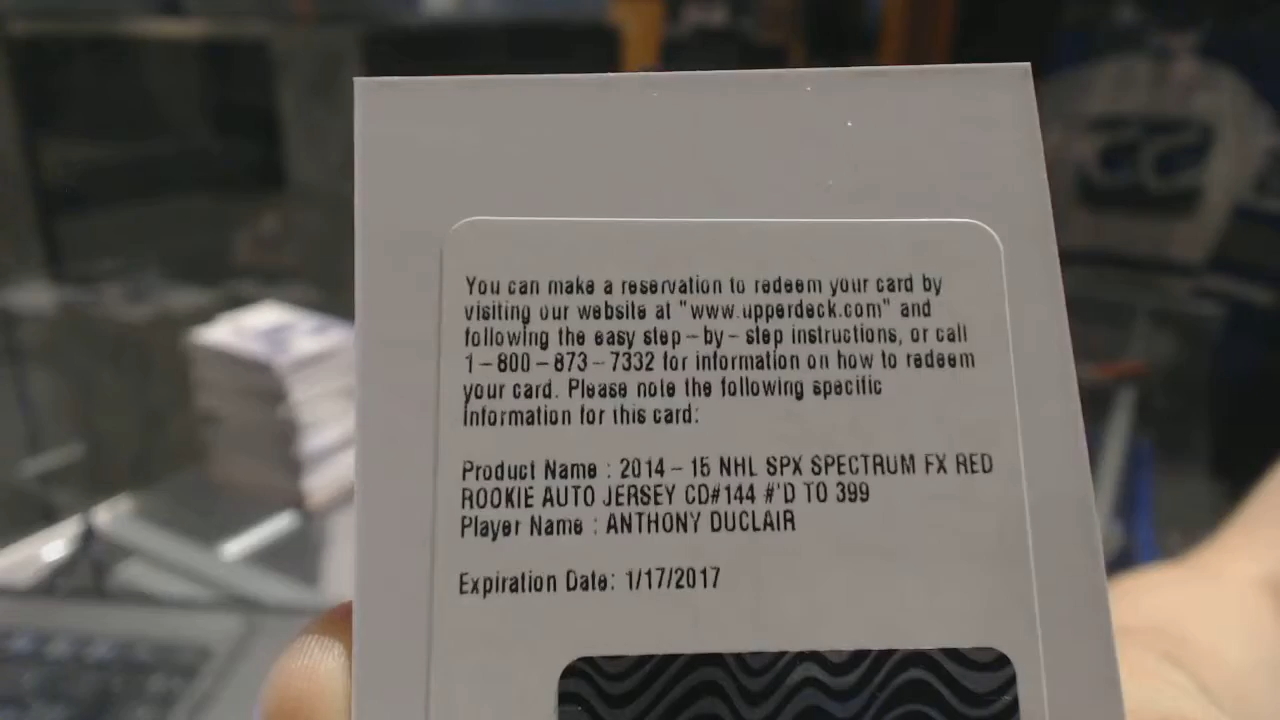 You can make a reservation to redeem your card by
visiting our website at "www.upperdeck.com" and
following the easy step-by-step instructions, or call
1-800-873-7332 for information on how to redeem
your card. Please note the following specific
information for this card:
Product Name : 2014-15 NHL SPX SPECTRUM FX RED
ROOKIE AUTO JERSEY CD#144 #'D TO 399
Player Name : ANTHONY DUCLAIR
Expiration Date: 1/17/2017